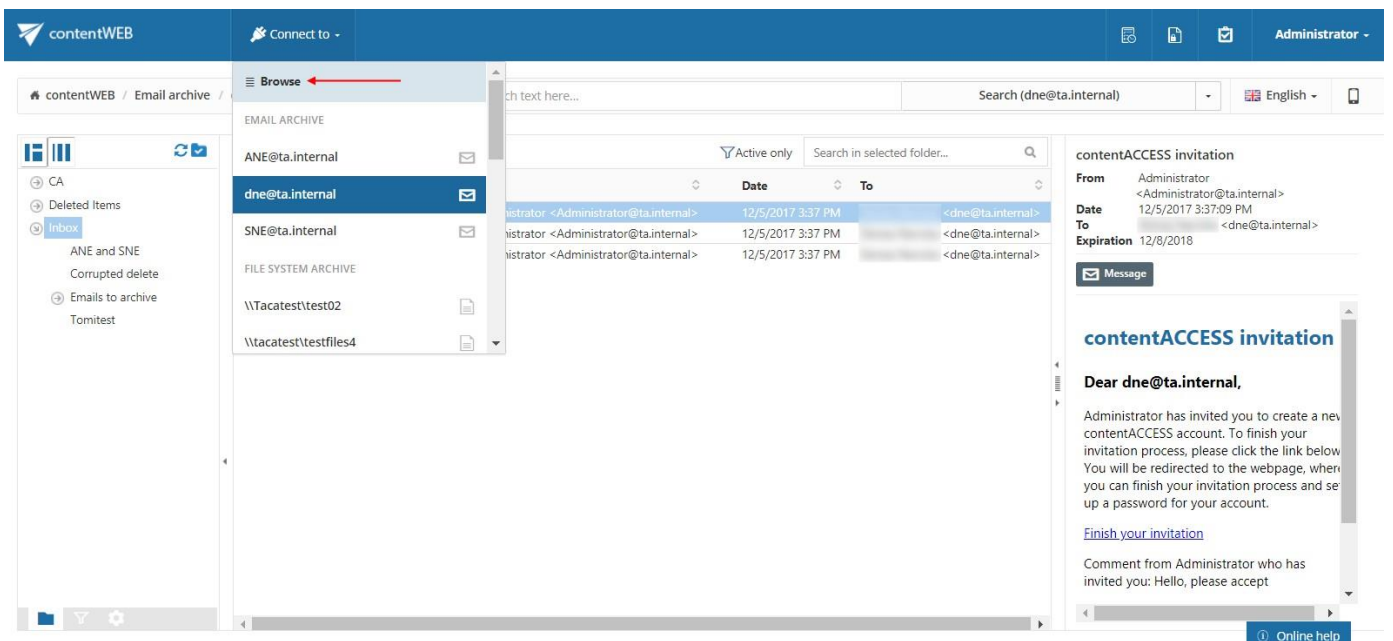 contentWEB
Connect to
Administrator
Browse
contentWEB / Email archive /
ch text here...
Search (dne@ta.internal)
English
EMAIL ARCHIVE
ANE@ta.internal
dne@ta.internal
SNE@ta.internal
FILE SYSTEM ARCHIVE
\\Tacatest\test02
\\tacatest\testfiles4
CA
Deleted Items
Inbox
ANE and SNE
Corrupted delete
Emails to archive
Tomitest
Active only
Search in selected folder...
Date To
nistrator <Administrator@ta.internal> 12/5/2017 3:37 PM <dne@ta.internal>
nistrator <Administrator@ta.internal> 12/5/2017 3:37 PM <dne@ta.internal>
nistrator <Administrator@ta.internal> 12/5/2017 3:37 PM <dne@ta.internal>
contentACCESS invitation
From Administrator
<Administrator@ta.internal>
Date 12/5/2017 3:37:09 PM
To <dne@ta.internal>
Expiration 12/8/2018
Message
contentACCESS invitation
Dear dne@ta.internal,
Administrator has invited you to create a new
contentACCESS account. To finish your
invitation process, please click the link below
You will be redirected to the webpage, where
you can finish your invitation process and set
up a password for your account.
Finish your invitation
Comment from Administrator who has
invited you: Hello, please accept
Online help